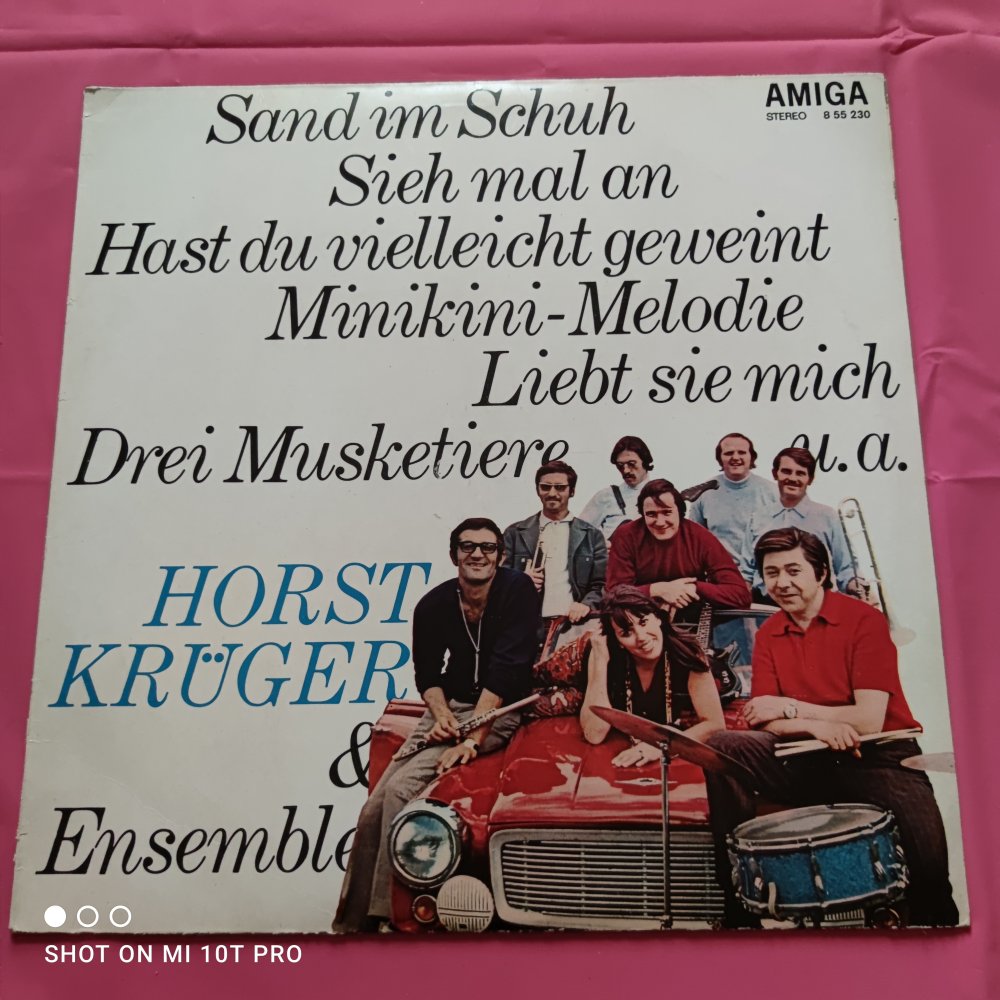 AMIGA
STEREO 8 55 230
Sand im Schuh
Sieh mal an
Hast du vielleicht geweint
Minikini-Melodie
Liebt sie mich
Drei Musketiere u.a.
HORST
KRÜGER
&
Ensemble
SHOT ON MI 10T PRO